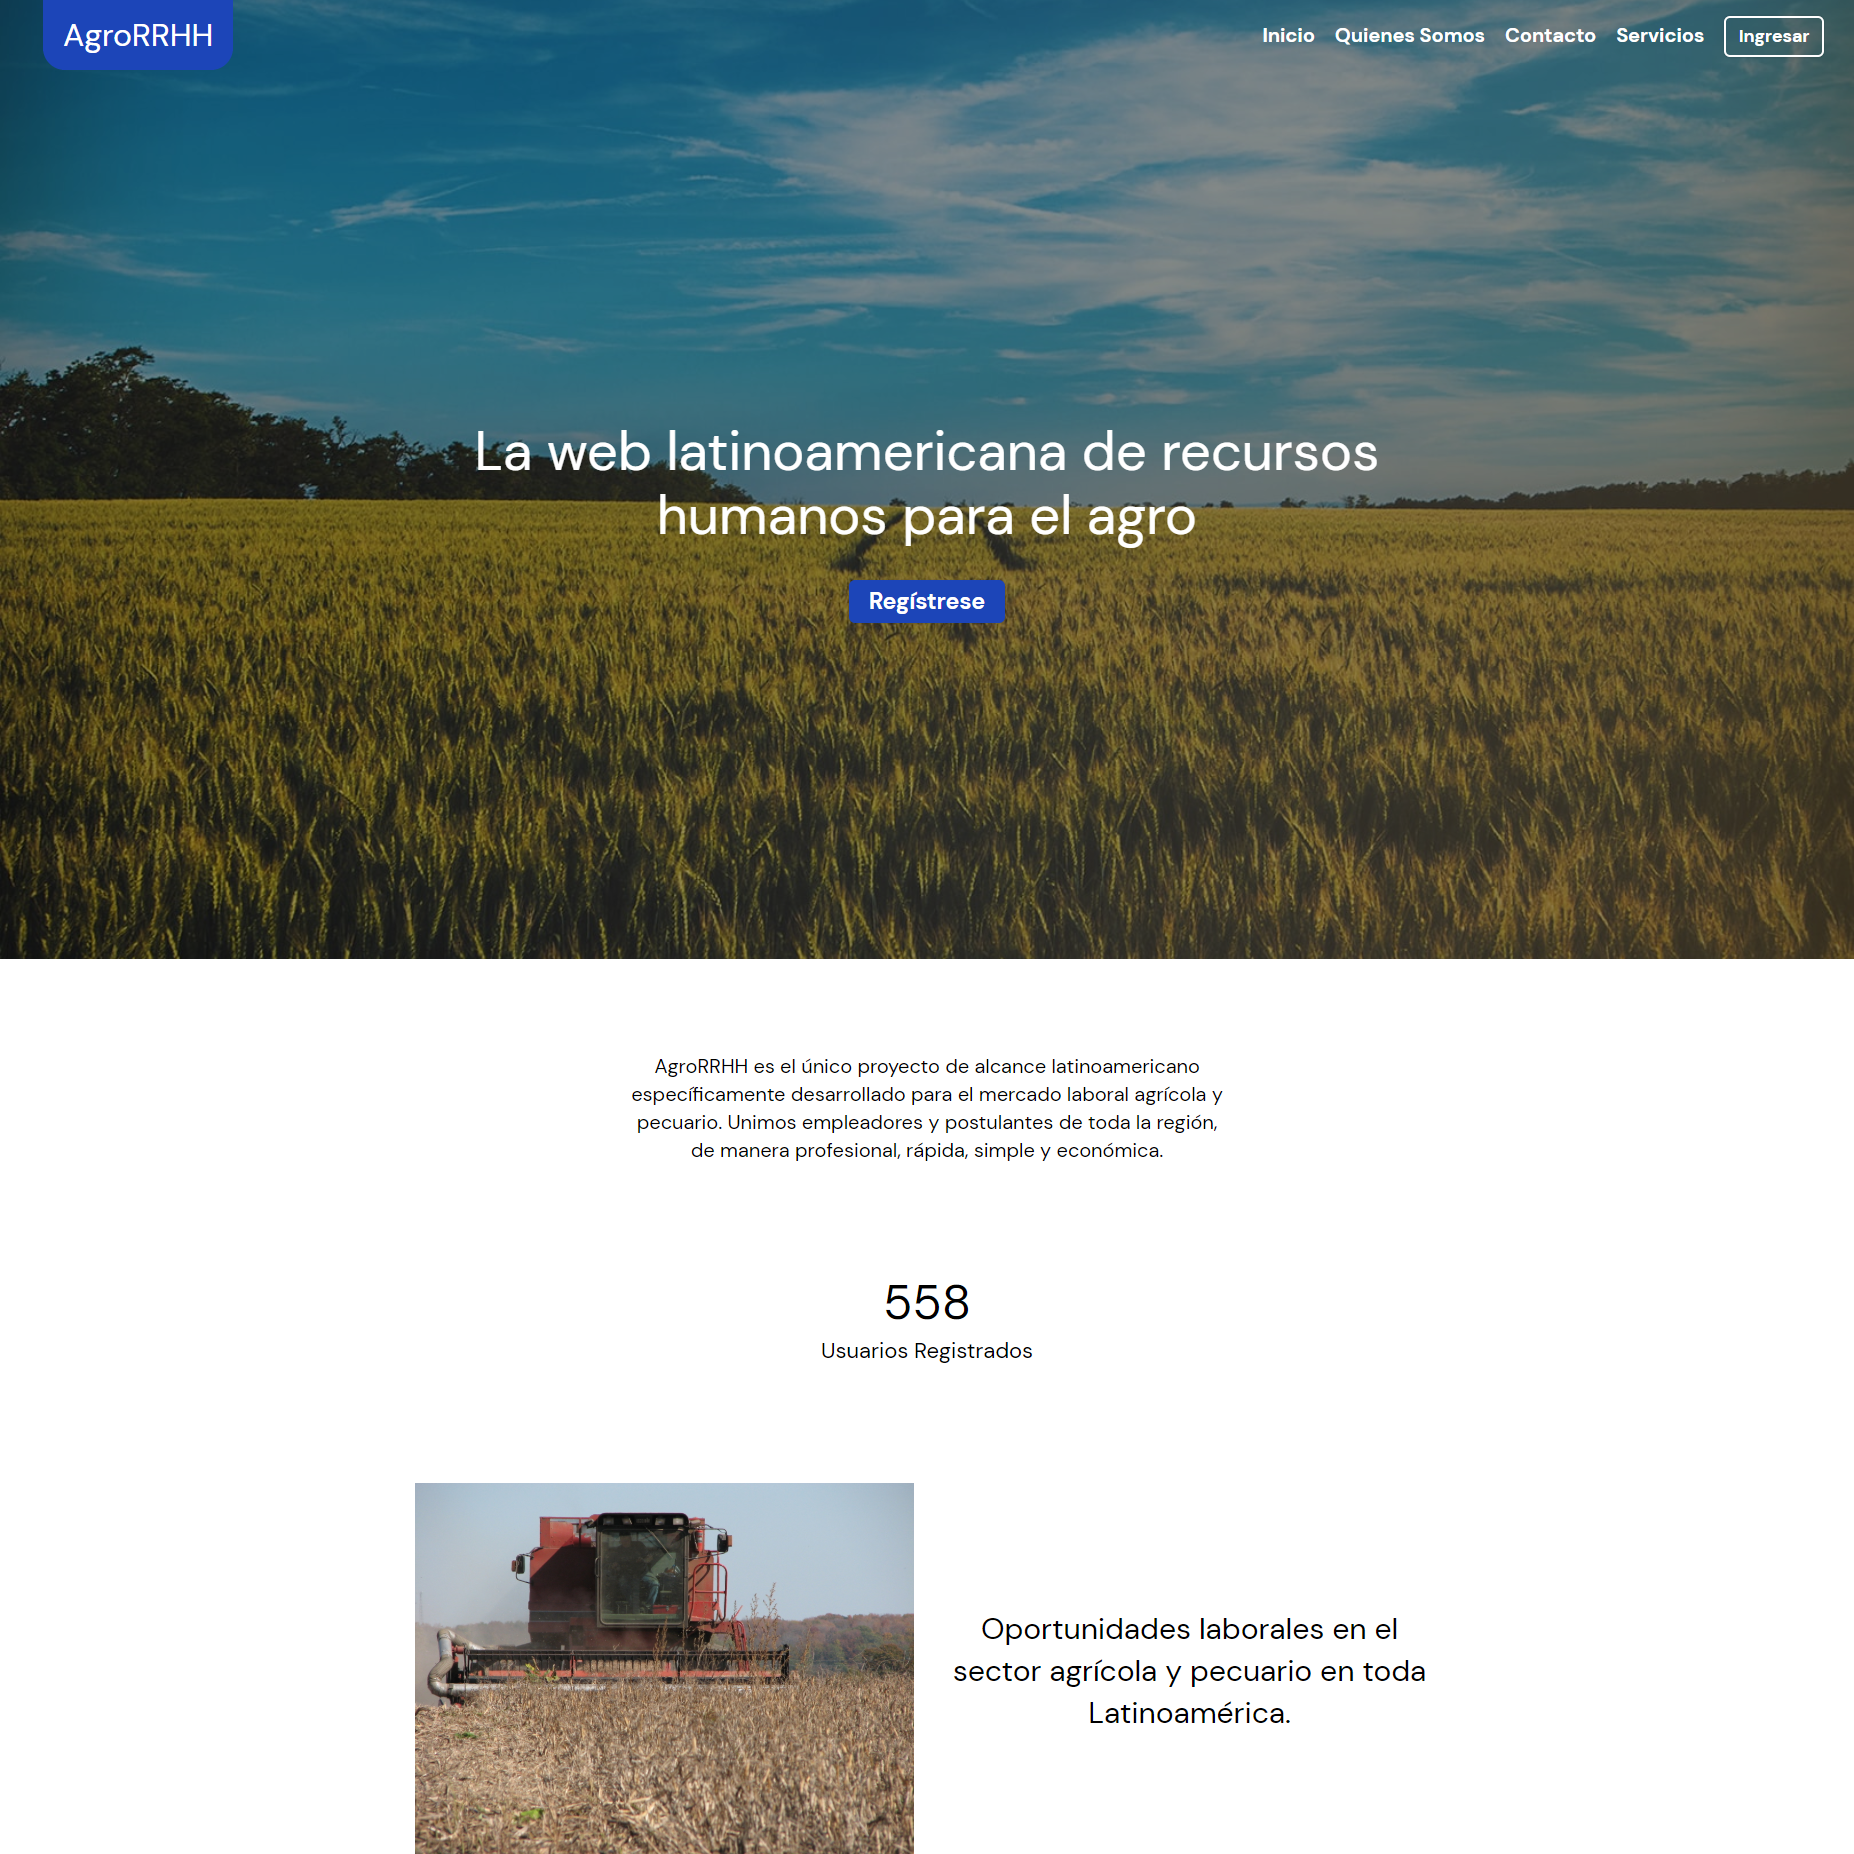 AgroRRHH
Inicio Quienes Somos Contacto Servicios Ingresar
La web latinoamericana de recursos
humanos para el agro
Regístrese
AgroRRHH es el único proyecto de alcance latinoamericano
específicamente desarrollado para el mercado laboral agrícola y
pecuario. Unimos empleadores y postulantes de toda la región,
de manera profesional, rápida, simple y económica.
558
Usuarios Registrados
Oportunidades laborales en el
sector agrícola y pecuario en toda
Latinoamérica.